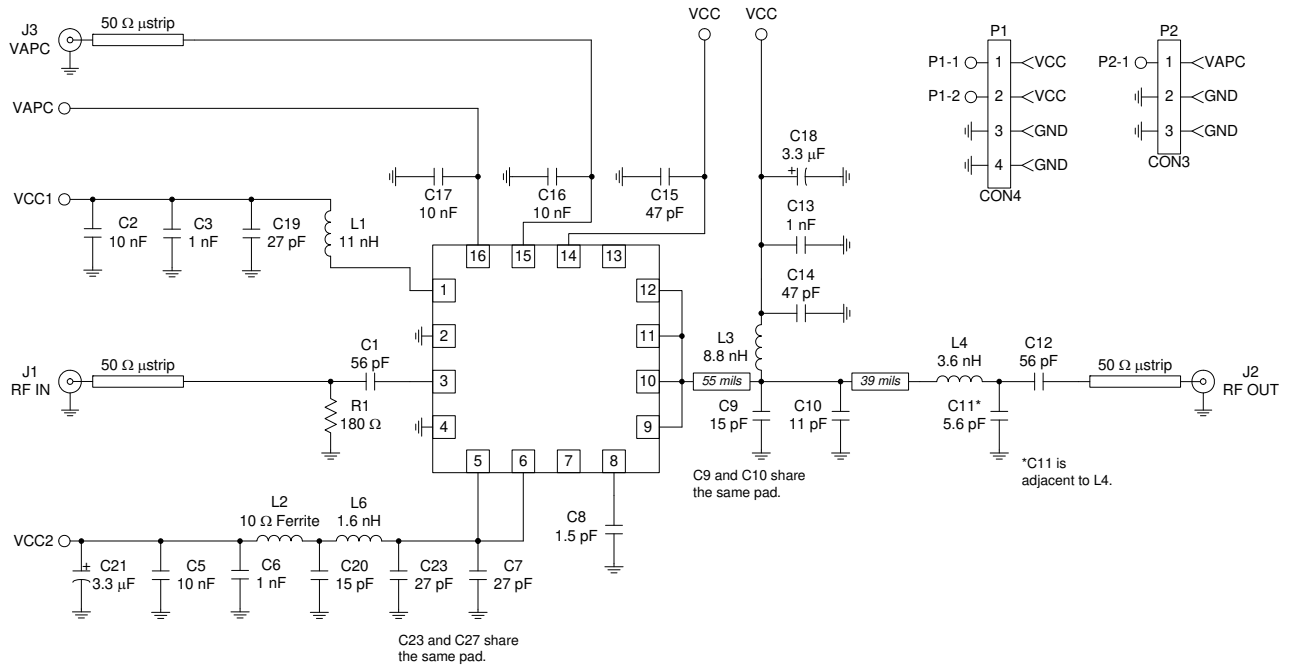 J3
VAPC
50 Ω µstrip
VCC
VCC
P1
P1-1
1
VCC
P1-2
2
VCC
3
GND
4
GND
CON4
P2
P2-1
1
VAPC
2
GND
3
GND
CON3
VAPC
C17
10 nF
C16
10 nF
C15
47 pF
C18
3.3 µF
+
C13
1 nF
C14
47 pF
VCC1
C2
10 nF
C3
1 nF
C19
27 pF
L1
11 nH
16
15
14
13
1
2
3
4
12
11
10
9
5
6
7
8
J1
RF IN
50 Ω µstrip
C1
56 pF
R1
180 Ω
55 mils
L3
8.8 nH
C9
15 pF
C10
11 pF
39 mils
L4
3.6 nH
C11*
5.6 pF
C12
56 pF
50 Ω µstrip
J2
RF OUT
C9 and C10 share
the same pad.
*C11 is
adjacent to L4.
VCC2
+
C21
3.3 µF
C5
10 nF
C6
1 nF
L2
10 Ω Ferrite
C20
15 pF
L6
1.6 nH
C23
27 pF
C7
27 pF
C8
1.5 pF
C23 and C27 share
the same pad.